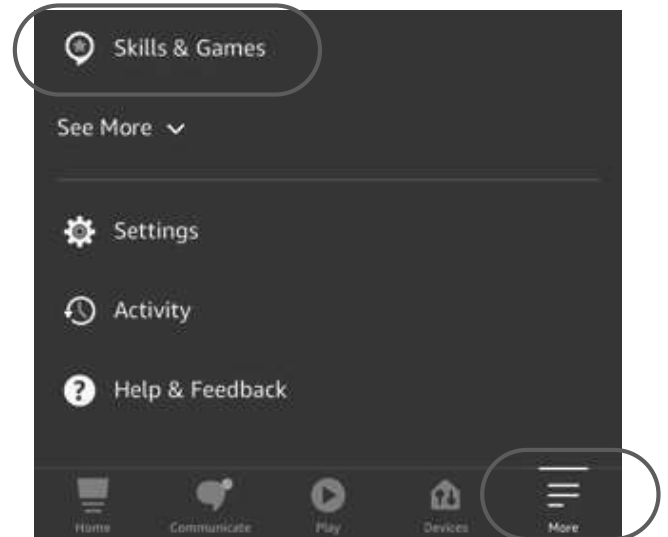 Skills & Games
See More
Settings
Activity
Help & Feedback
Home Communicate Play Devices More